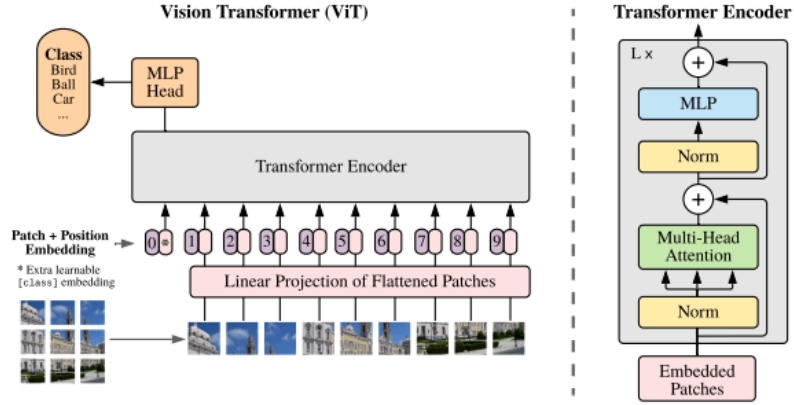 Vision Transformer (ViT)
Class
Bird
Ball
Car
...
MLP
Head
Transformer Encoder
Patch + Position
Embedding
* Extra learnable
[class] embedding
0 * 1 2 3 4 5 6 7 8 9
Linear Projection of Flattened Patches
Transformer Encoder
L ×
+
MLP
Norm
+
Multi-Head
Attention
Norm
Embedded
Patches